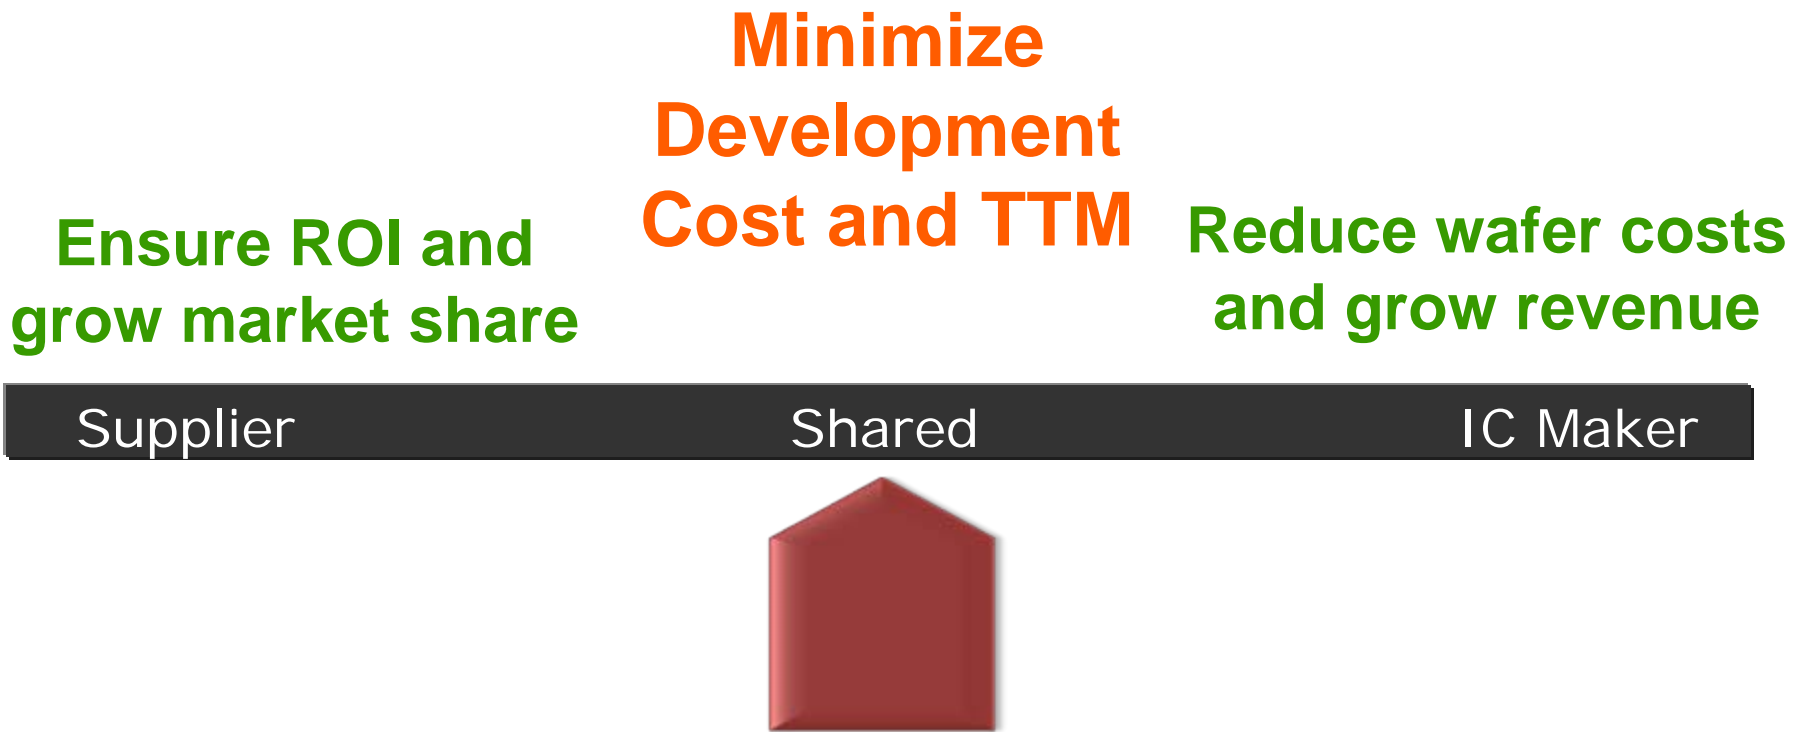 Minimize
Development
Cost and TTM
Ensure ROI and
grow market share
Reduce wafer costs
and grow revenue
Supplier
Shared
IC Maker